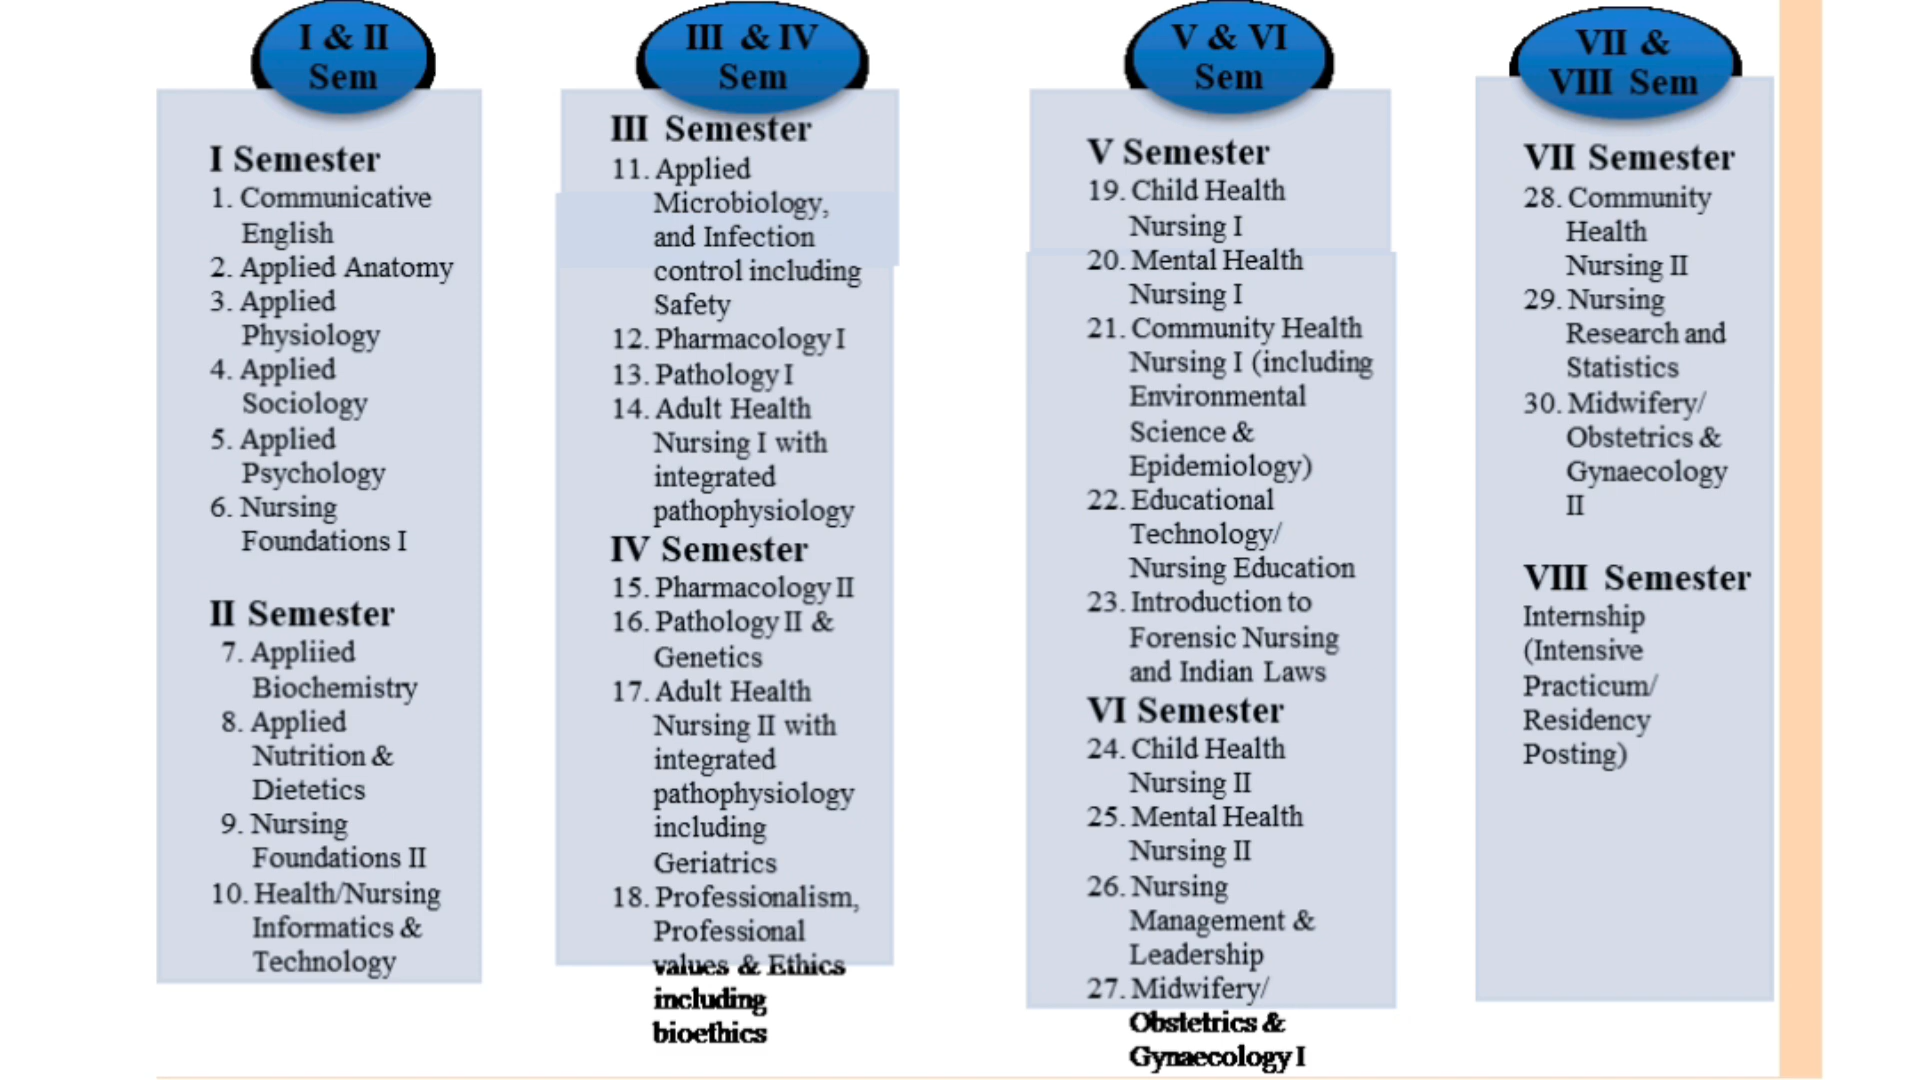 I & II
Sem
I Semester
1. Communicative
English
2. Applied Anatomy
3. Applied
Physiology
4. Applied
Sociology
5. Applied
Psychology
6. Nursing
Foundations I
II Semester
7. Appliied
Biochemistry
8. Applied
Nutrition &
Dietetics
9. Nursing
Foundations II
10. Health/Nursing
Informatics &
Technology
III & IV
Sem
III Semester
11. Applied
Microbiology,
and Infection
control including
Safety
12. Pharmacology I
13. Pathology I
14. Adult Health
Nursing I with
integrated
pathophysiology
IV Semester
15. Pharmacology II
16. Pathology II &
Genetics
17. Adult Health
Nursing II with
integrated
pathophysiology
including
Geriatrics
18. Professionalism,
Professional
values & Ethics
including
bioethics
V & VI
Sem
V Semester
19. Child Health
Nursing I
20. Mental Health
Nursing I
21. Community Health
Nursing I (including
Environmental
Science &
Epidemiology)
22. Educational
Technology/
Nursing Education
23. Introduction to
Forensic Nursing
and Indian Laws
VI Semester
24. Child Health
Nursing II
25. Mental Health
Nursing II
26. Nursing
Management &
Leadership
27. Midwifery/
Obstetrics &
Gynaecology I
VII &
VIII Sem
VII Semester
28. Community
Health
Nursing II
29. Nursing
Research and
Statistics
30. Midwifery/
Obstetrics &
Gynaecology
II
VIII Semester
Internship
(Intensive
Practicum/
Residency
Posting)